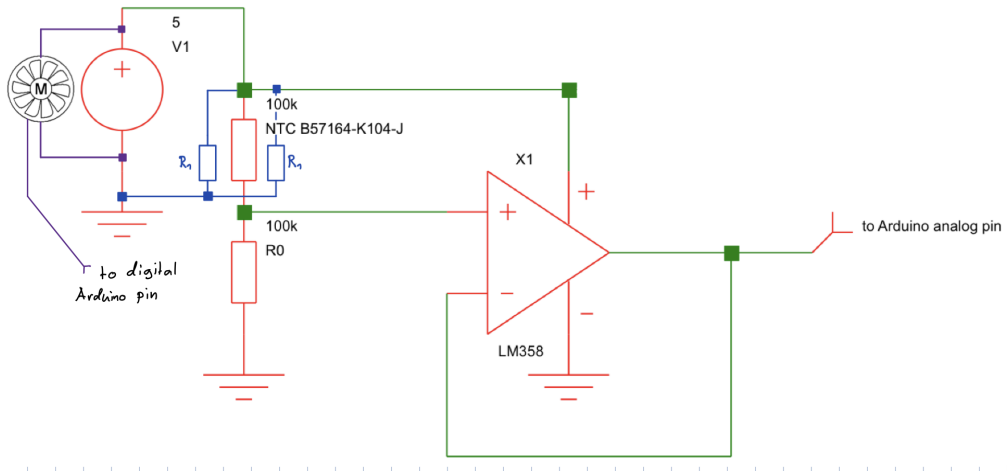 5
V1
M
100k
NTC B57164-K104-J
R1
R1
X1
+
+
+
−
−
to Arduino analog pin
100k
R0
to digital
Arduino pin
LM358